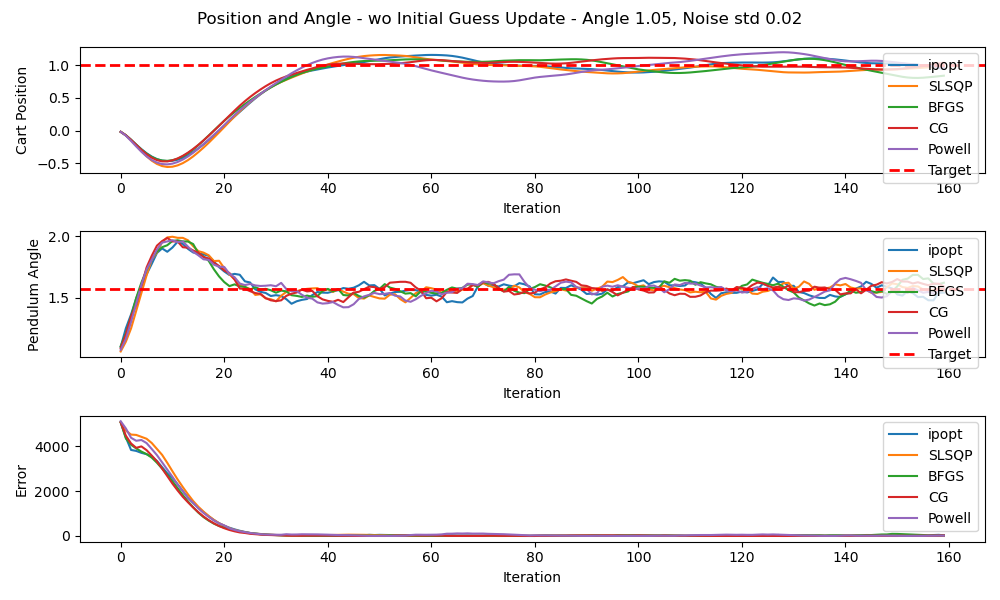 Position and Angle - wo Initial Guess Update - Angle 1.05, Noise std 0.02
Cart Position
1.0
0.5
0.0
−0.5
0 20 40 60 80 100 120 140 160
Iteration
ipopt
SLSQP
BFGS
CG
Powell
Target
Pendulum Angle
2.0
1.5
0 20 40 60 80 100 120 140 160
Iteration
ipopt
SLSQP
BFGS
CG
Powell
Target
Error
4000
2000
0
0 20 40 60 80 100 120 140 160
Iteration
ipopt
SLSQP
BFGS
CG
Powell